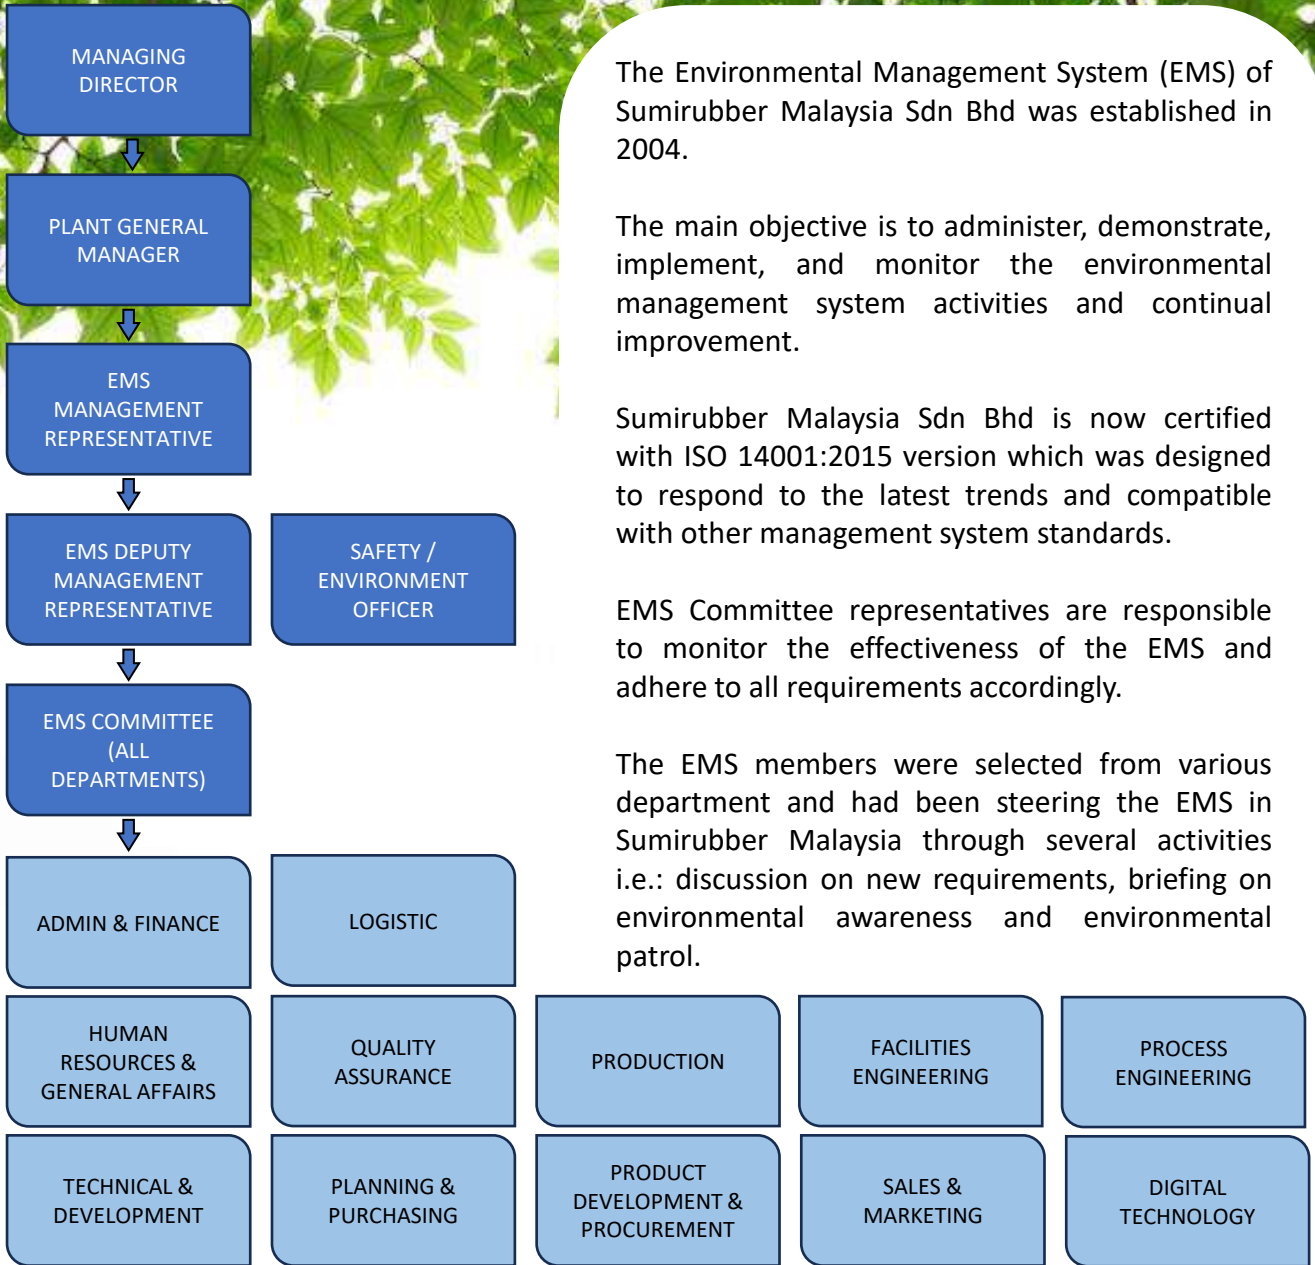 MANAGING
DIRECTOR
PLANT GENERAL
MANAGER
EMS
MANAGEMENT
REPRESENTATIVE
EMS DEPUTY
MANAGEMENT
REPRESENTATIVE
SAFETY /
ENVIRONMENT
OFFICER
EMS COMMITTEE
(ALL
DEPARTMENTS)
The Environmental Management System (EMS) of
Sumirubber Malaysia Sdn Bhd was established in
2004.
The main objective is to administer, demonstrate,
implement, and monitor the environmental
management system activities and continual
improvement.
Sumirubber Malaysia Sdn Bhd is now certified
with ISO 14001:2015 version which was designed
to respond to the latest trends and compatible
with other management system standards.
EMS Committee representatives are responsible
to monitor the effectiveness of the EMS and
adhere to all requirements accordingly.
The EMS members were selected from various
department and had been steering the EMS in
Sumirubber Malaysia through several activities
i.e.: discussion on new requirements, briefing on
environmental awareness and environmental
patrol.
ADMIN & FINANCE
LOGISTIC
HUMAN
RESOURCES &
GENERAL AFFAIRS
QUALITY
ASSURANCE
PRODUCTION
FACILITIES
ENGINEERING
PROCESS
ENGINEERING
TECHNICAL &
DEVELOPMENT
PLANNING &
PURCHASING
PRODUCT
DEVELOPMENT &
PROCUREMENT
SALES &
MARKETING
DIGITAL
TECHNOLOGY